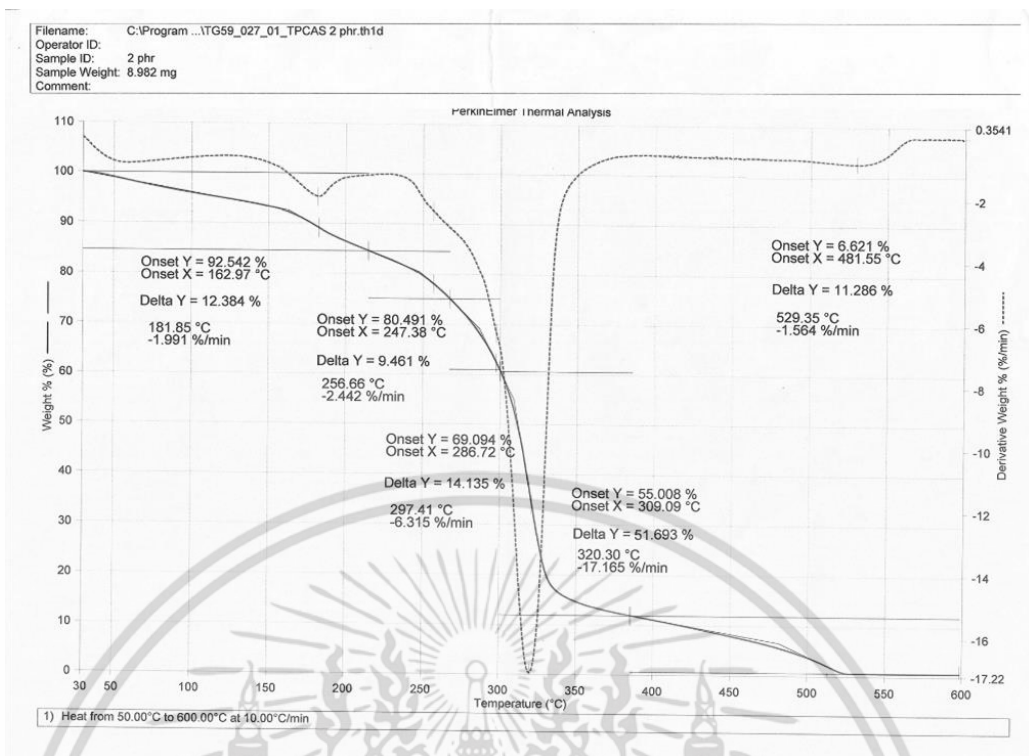 Filename: C:\Program ...\TG59_027_01_TPCAS 2 phr.th1d
Operator ID:
Sample ID: 2 phr
Sample Weight: 8.982 mg
Comment:
PerkinElmer Thermal Analysis
110
100
90
80
70
60
50
40
30
20
10
0
Weight % (%)
0.3541
-2
-4
-6
-8
-10
-12
-14
-16
-17.22
Derivative Weight % (%/min)
Onset Y = 92.542 %
Onset X = 162.97 °C
Delta Y = 12.384 %
181.85 °C
-1.991 %/min
Onset Y = 80.491 %
Onset X = 247.38 °C
Delta Y = 9.461 %
256.66 °C
-2.442 %/min
Onset Y = 69.094 %
Onset X = 286.72 °C
Delta Y = 14.135 %
297.41 °C
-6.315 %/min
Onset Y = 55.008 %
Onset X = 309.09 °C
Delta Y = 51.693 %
320.30 °C
-17.165 %/min
Onset Y = 6.621 %
Onset X = 481.55 °C
Delta Y = 11.286 %
529.35 °C
-1.564 %/min
30 50 100 150 200 250 300 350 400 450 500 550 600
Temperature (°C)
1) Heat from 50.00°C to 600.00°C at 10.00°C/min